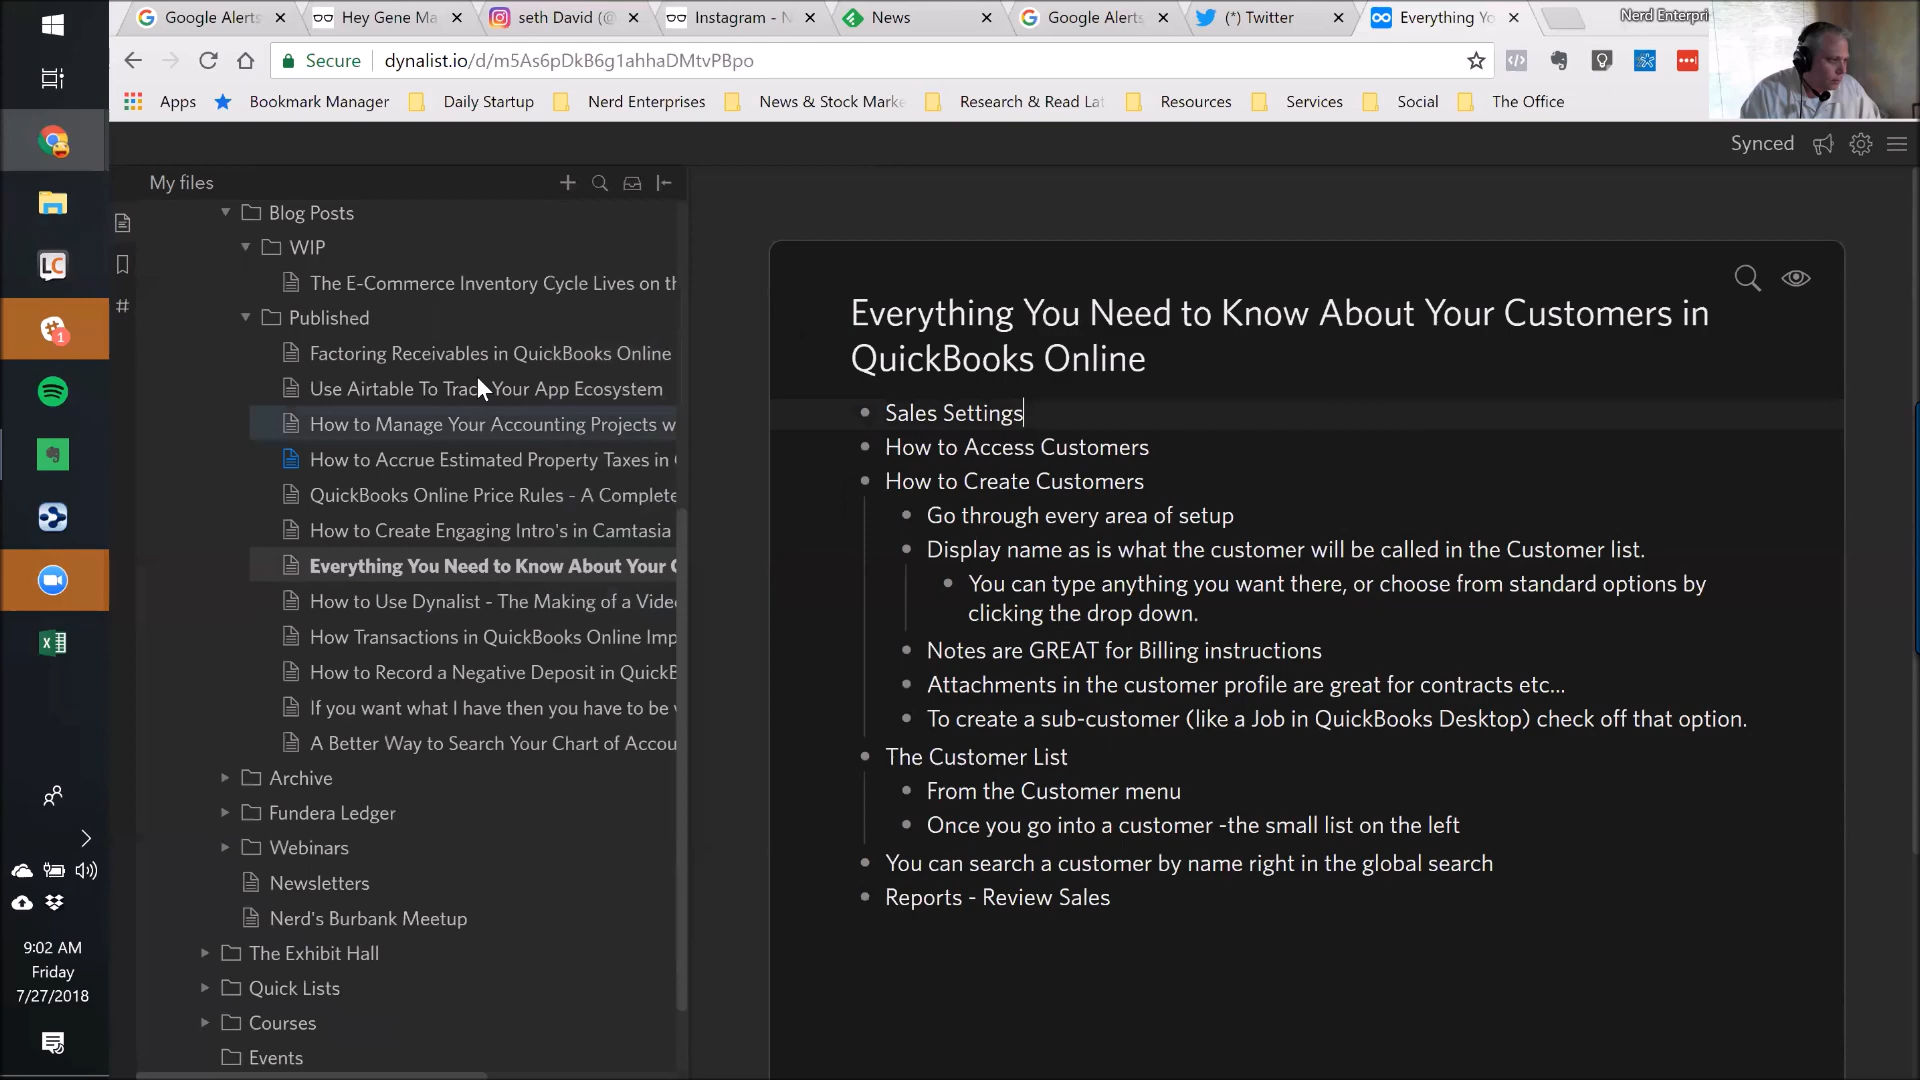 Google Alerts
Hey Gene Ma
seth David (@
Instagram - N
News
Google Alerts
(*) Twitter
Everything Yo
Nerd Enterpri
Secure
dynalist.io/d/m5As6pDkB6g1ahhaDMtvPBpo
Apps
Bookmark Manager
Daily Startup
Nerd Enterprises
News & Stock Marke
Research & Read Lat
Resources
Services
Social
The Office
Synced
My files
Blog Posts
WIP
The E-Commerce Inventory Cycle Lives on th
Published
Factoring Receivables in QuickBooks Online
Use Airtable To Track Your App Ecosystem
How to Manage Your Accounting Projects w
How to Accrue Estimated Property Taxes in
QuickBooks Online Price Rules - A Complete
How to Create Engaging Intro's in Camtasia
Everything You Need to Know About Your C
How to Use Dynalist - The Making of a Vide
How Transactions in QuickBooks Online Imp
How to Record a Negative Deposit in QuickB
If you want what I have then you have to be
A Better Way to Search Your Chart of Accou
Archive
Fundera Ledger
Webinars
Newsletters
Nerd's Burbank Meetup
The Exhibit Hall
Quick Lists
Courses
Events
Everything You Need to Know About Your Customers in
QuickBooks Online
Sales Settings
How to Access Customers
How to Create Customers
Go through every area of setup
Display name as is what the customer will be called in the Customer list.
You can type anything you want there, or choose from standard options by
clicking the drop down.
Notes are GREAT for Billing instructions
Attachments in the customer profile are great for contracts etc...
To create a sub-customer (like a Job in QuickBooks Desktop) check off that option.
The Customer List
From the Customer menu
Once you go into a customer -the small list on the left
You can search a customer by name right in the global search
Reports - Review Sales
LC
1
9:02 AM
Friday
7/27/2018